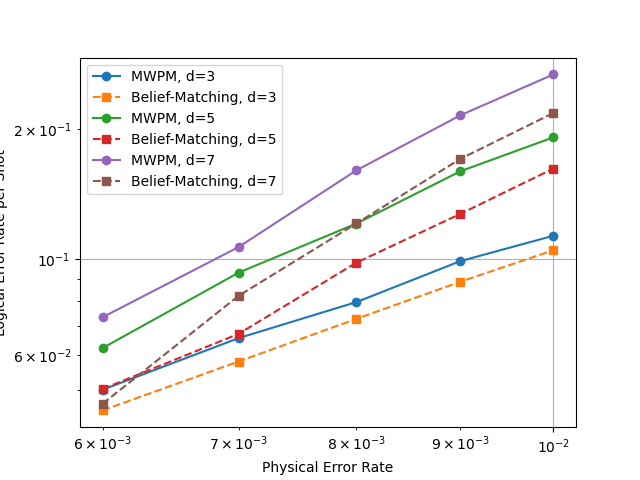 MWPM, d=3
Belief-Matching, d=3
MWPM, d=5
Belief-Matching, d=5
MWPM, d=7
Belief-Matching, d=7
2 × 10⁻¹
10⁻¹
6 × 10⁻²
Error Rate per
6 × 10⁻³
7 × 10⁻³
8 × 10⁻³
9 × 10⁻³
10⁻²
Physical Error Rate